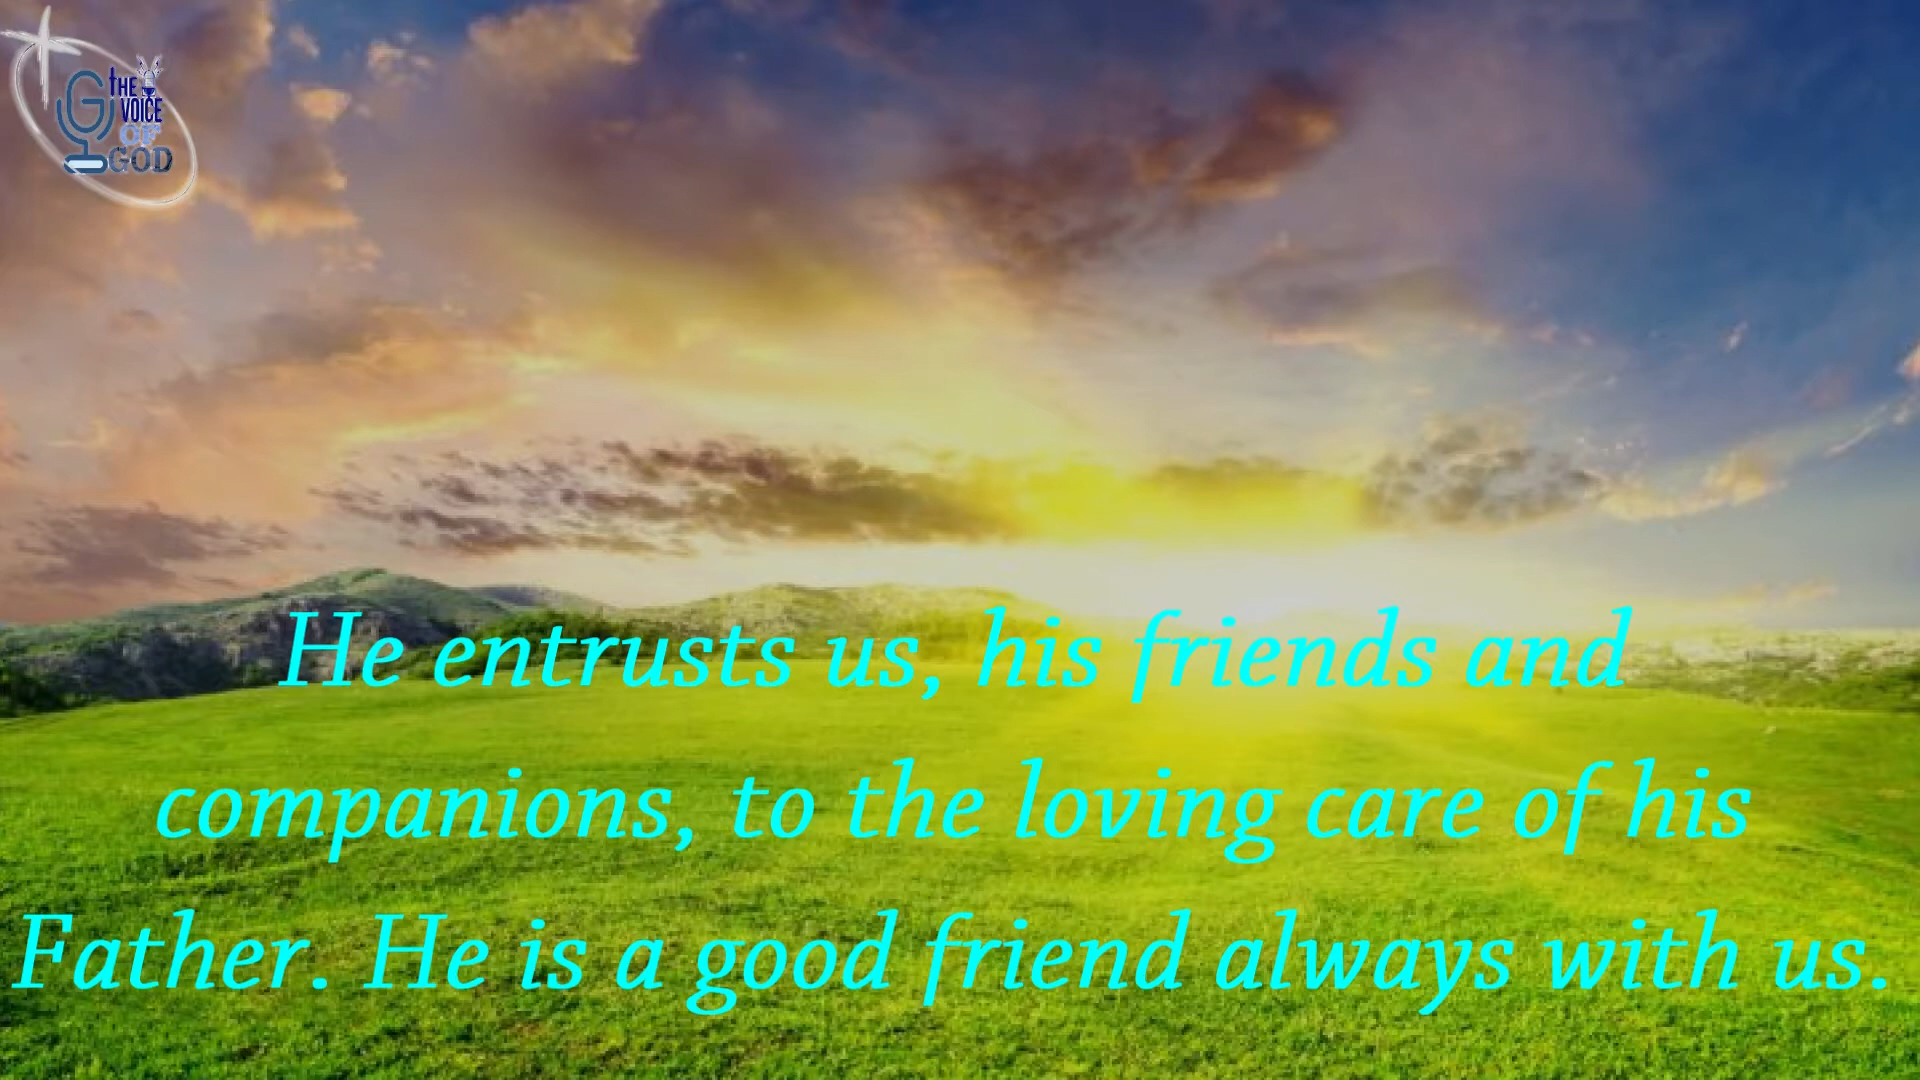 THE
VOICE
OF
GOD
He entrusts us, his friends and
companions, to the loving care of his
Father. He is a good friend always with us.